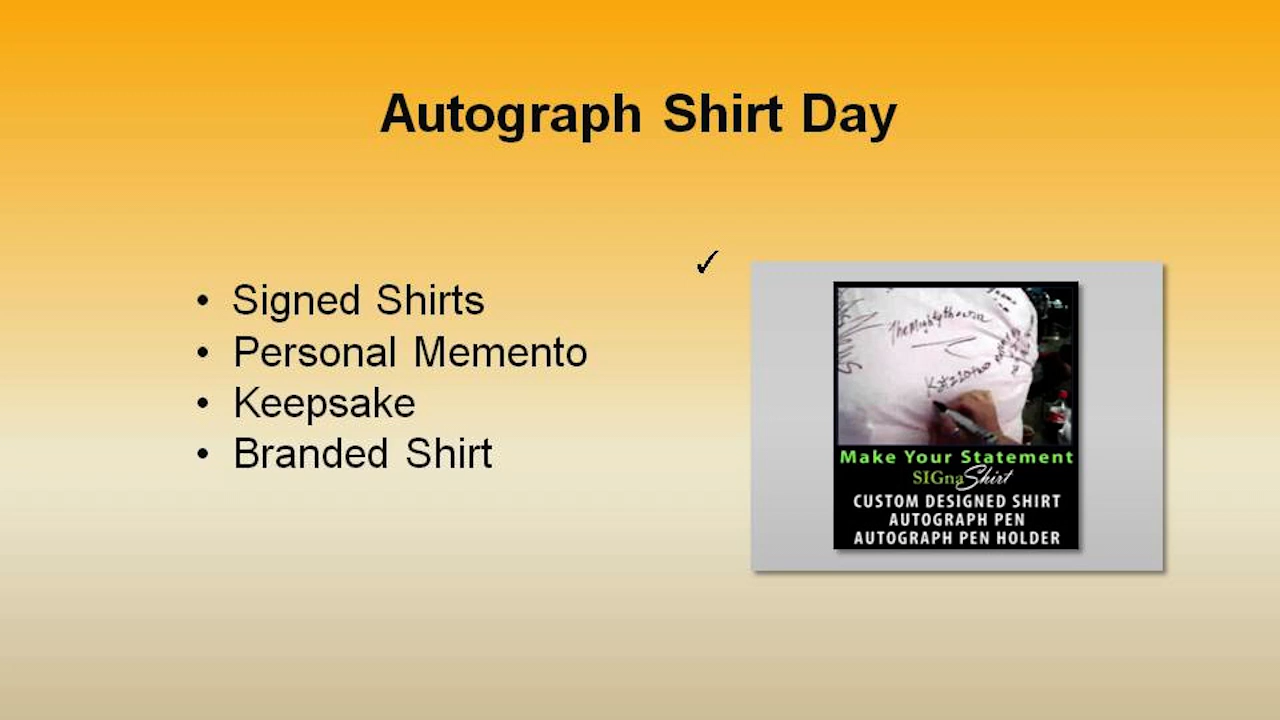 Autograph Shirt Day
✓
• Signed Shirts
• Personal Memento
• Keepsake
• Branded Shirt
Make Your Statement
SIGnaShirt
CUSTOM DESIGNED SHIRT
AUTOGRAPH PEN
AUTOGRAPH PEN HOLDER